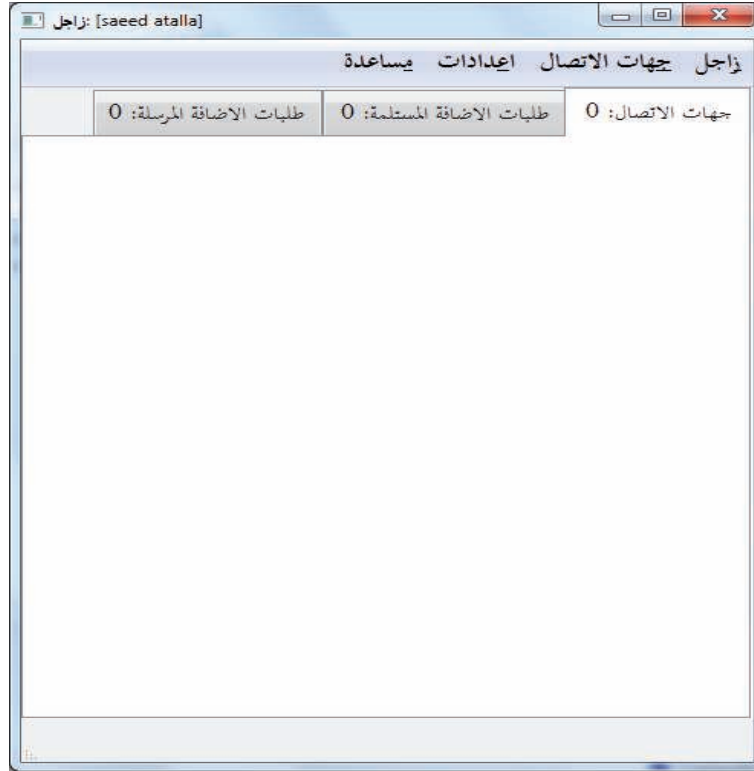 زاجل: [saeed atalla]
زاجل جهات الاتصال اعدادات مساعدة
جهات الاتصال: 0 طلبات الاضافة المستلمة: 0 طلبات الاضافة المرسلة: 0